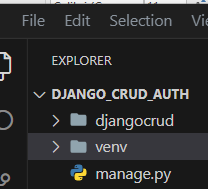 File Edit Selection
EXPLORER
DJANGO_CRUD_AUTH
djangocrud
venv
manage.py